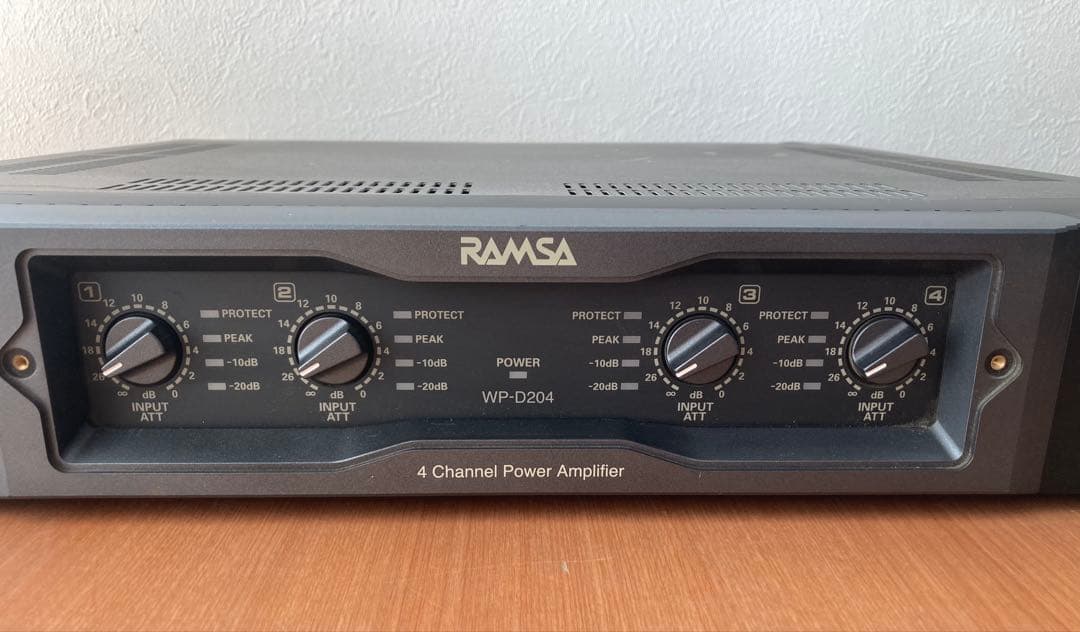 RAMSA
1
12 10 8
14 6
18 4
26 2
∞ dB 0
INPUT
ATT
PROTECT
PEAK
-10dB
-20dB
2
12 10 8
14 6
18 4
26 2
∞ dB 0
INPUT
ATT
PROTECT
PEAK
-10dB
-20dB
POWER
WP-D204
PROTECT
PEAK
-10dB
-20dB
3
12 10 8
14 6
18 4
26 2
∞ dB 0
INPUT
ATT
PROTECT
PEAK
-10dB
-20dB
4
12 10 8
14 6
18 4
26 2
∞ dB 0
INPUT
ATT
4 Channel Power Amplifier